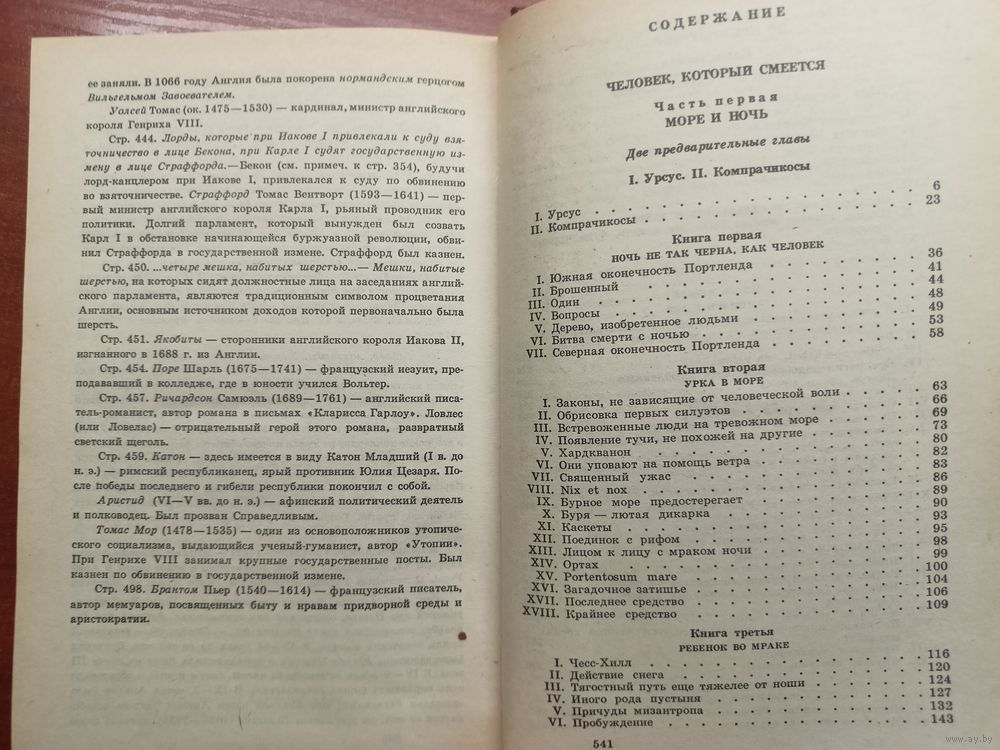 ее заняли. В 1066 году Англия была покорена нормандским герцогом
Вильгельмом Завоевателем.
Уолсей Томас (ок. 1475—1530) — кардинал, министр английского
короля Генриха VIII.
Стр. 444. Лорды, которые при Иакове I привлекали к суду взя-
точничество в лице Бекона, при Карле I судят государственную из-
мену в лице Страффорда.—Бекон (см. примеч. к стр. 354), будучи
лорд-канцлером при Иакове I, привлекался к суду по обвинению
во взяточничестве. Страффорд Томас Вентворт (1593—1641) — пер-
вый министр английского короля Карла I, рьяный проводник его
политики. Долгий парламент, который вынужден был созвать
Карл I в обстановке начинающейся буржуазной революции, обви-
нил Страффорда в государственной измене. Страффорд был казнен.
Стр. 450. ...четыре мешка, набитых шерстью...— Мешки, набитые
шерстью, на которых сидят должностные лица на заседаниях англий-
ского парламента, являются традиционным символом процветания
Англии, основным источником доходов которой первоначально была
шерсть.
Стр. 451. Якобиты — сторонники английского короля Иакова II,
изгнанного в 1688 г. из Англии.
Стр. 454. Поре Шарль (1675—1741) — французский иезуит, пре-
подававший в колледже, где в юности учился Вольтер.
Стр. 457. Ричардсон Самюэль (1689—1761) — английский писа-
тель-романист, автор романа в письмах «Кларисса Гарлоу». Ловлес
(или Ловелас) — отрицательный герой этого романа, развратный
светский щеголь.
Стр. 459. Катон — здесь имеется в виду Катон Младший (I в. до
н. э.) — римский республиканец, ярый противник Юлия Цезаря. По-
сле победы последнего и гибели республики покончил с собой.
Аристид (VI—V вв. до н. э.) — афинский политический деятель
и полководец. Был прозван Справедливым.
Томас Мор (1478—1535) — один из основоположников утопиче-
ского социализма, выдающийся ученый-гуманист, автор «Утопии».
При Генрихе VIII занимал крупные государственные посты. Был
казнен по обвинению в государственной измене.
Стр. 498. Брантом Пьер (1540—1614) — французский писатель,
автор мемуаров, посвященных быту и нравам придворной среды и
аристократии.
СОДЕРЖАНИЕ
ЧЕЛОВЕК, КОТОРЫЙ СМЕЕТСЯ
Часть первая
МОРЕ И НОЧЬ
Две предварительные главы
I. Урсус. II. Компрачикосы
I. Урсус . . . 6
II. Компрачикосы . . . 23
Книга первая
НОЧЬ НЕ ТАК ЧЕРНА, КАК ЧЕЛОВЕК
I. Южная оконечность Портленда . . . 36
II. Брошенный . . . 41
III. Один . . . 44
IV. Вопросы . . . 48
V. Дерево, изобретенное людьми . . . 49
VI. Битва смерти с ночью . . . 53
VII. Северная оконечность Портленда . . . 58
Книга вторая
УРКА В МОРЕ
I. Законы, не зависящие от человеческой воли . . . 63
II. Обрисовка первых силуэтов . . . 66
III. Встревоженные люди на тревожном море . . . 69
IV. Появление тучи, не похожей на другие . . . 73
V. Хардкванон . . . 80
VI. Они уповают на помощь ветра . . . 82
VII. Священный ужас . . . 83
VIII. Nix et nox . . . 86
IX. Бурное море предостерегает . . . 89
X. Буря — лютая дикарка . . . 90
XI. Каскеты . . . 93
XII. Поединок с рифом . . . 95
XIII. Лицом к лицу с мраком ночи . . . 98
XIV. Ортах . . . 99
XV. Portentosum mare . . . 100
XVI. Загадочное затишье . . . 104
XVII. Последнее средство . . . 106
XVIII. Крайнее средство . . . 109
Книга третья
РЕБЕНОК ВО МРАКЕ
I. Чесс-Хилл . . . 116
II. Действие снега . . . 120
III. Тягостный путь еще тяжелее от ноши . . . 124
IV. Иного рода пустыня . . . 127
V. Причуды мизантропа . . . 132
VI. Пробуждение . . . 143
541
www.ay.by